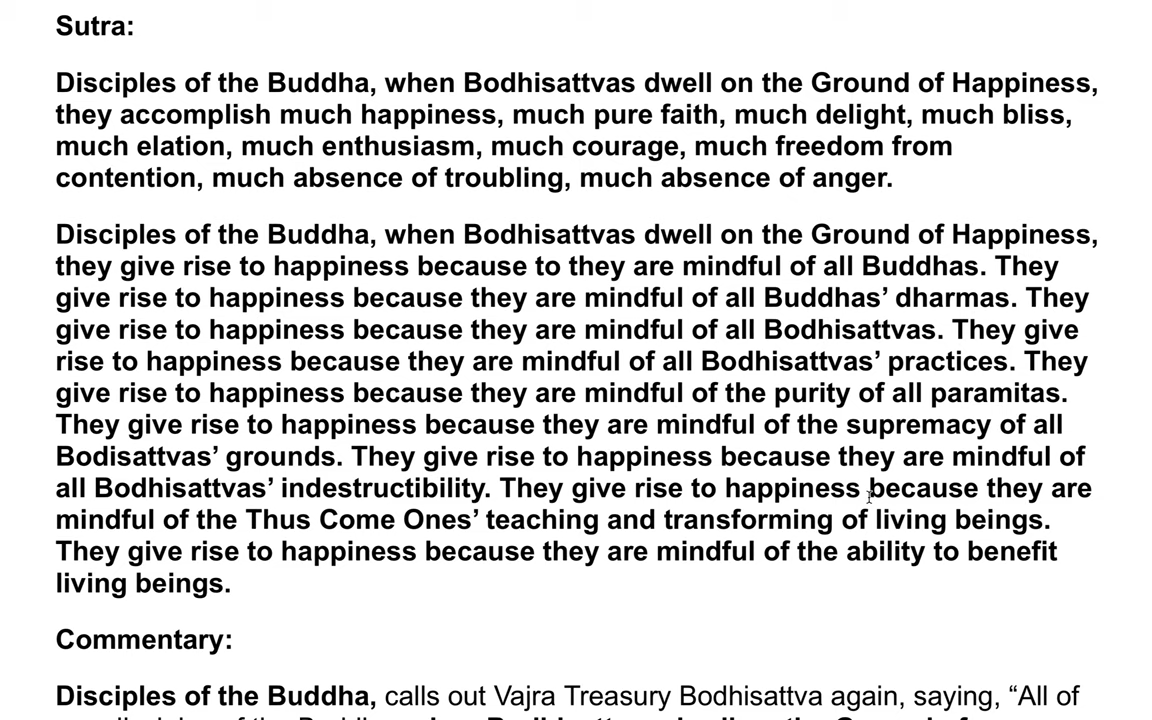 Sutra:
Disciples of the Buddha, when Bodhisattvas dwell on the Ground of Happiness,
they accomplish much happiness, much pure faith, much delight, much bliss,
much elation, much enthusiasm, much courage, much freedom from
contention, much absence of troubling, much absence of anger.
Disciples of the Buddha, when Bodhisattvas dwell on the Ground of Happiness,
they give rise to happiness because to they are mindful of all Buddhas. They
give rise to happiness because they are mindful of all Buddhas’ dharmas. They
give rise to happiness because they are mindful of all Bodhisattvas. They give
rise to happiness because they are mindful of all Bodhisattvas’ practices. They
give rise to happiness because they are mindful of the purity of all paramitas.
They give rise to happiness because they are mindful of the supremacy of all
Bodisattvas’ grounds. They give rise to happiness because they are mindful of
all Bodhisattvas’ indestructibility. They give rise to happiness because they are
mindful of the Thus Come Ones’ teaching and transforming of living beings.
They give rise to happiness because they are mindful of the ability to benefit
living beings.
Commentary:
Disciples of the Buddha, calls out Vajra Treasury Bodhisattva again, saying, “All of